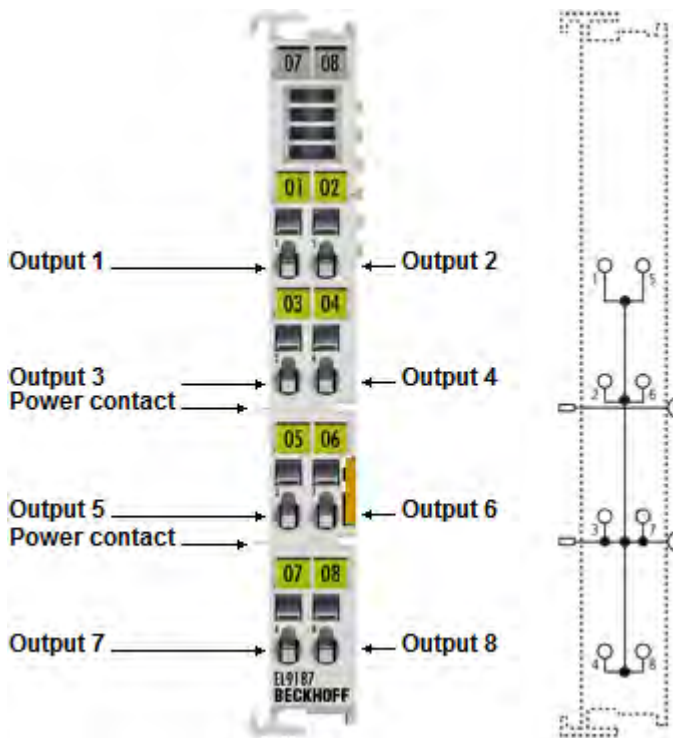 07 08
01 02
Output 1
Output 2
03 04
Output 3
Output 4
Power contact
05 06
Output 5
Output 6
Power contact
07 08
Output 7
Output 8
EL9187
BECKHOFF
1 5
2 6
3 7
4 8